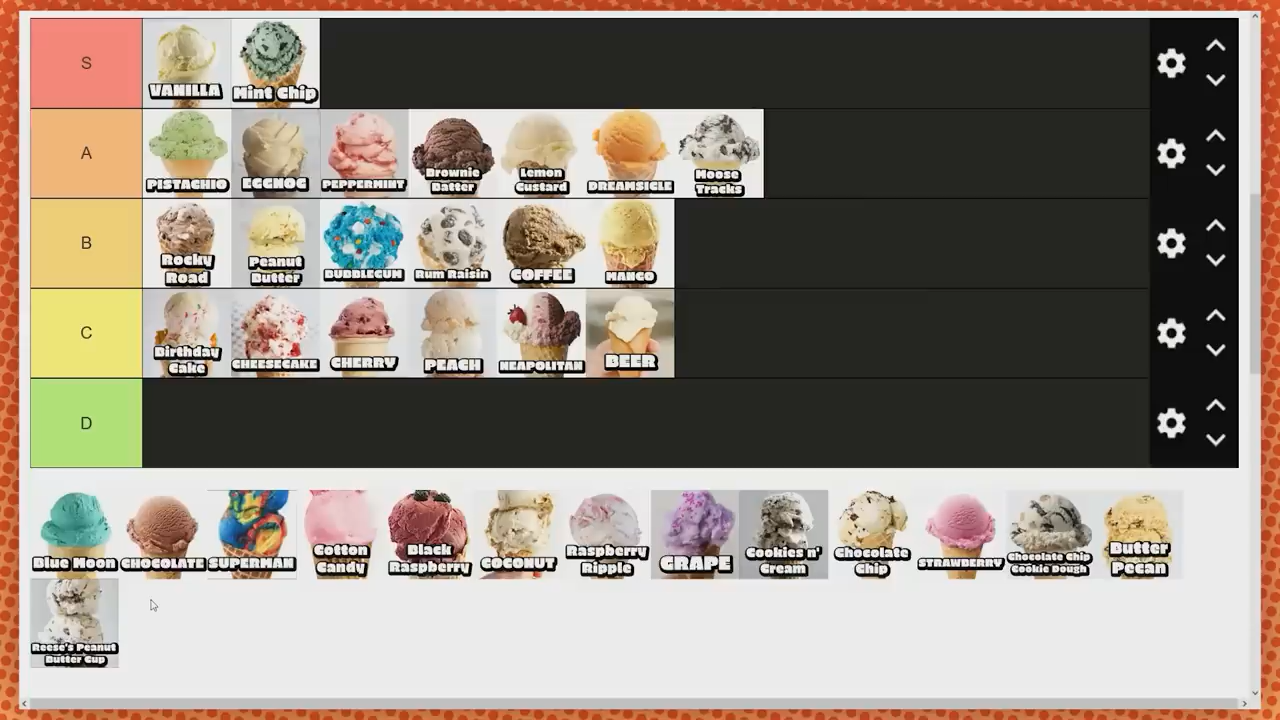 S
VANILLA
Mint Chip
A
PISTACHIO
EGGNOG
PEPPERMINT
Brownie
Batter
Lemon
Custard
DREAMSICLE
Moose
Tracks
B
Rocky
Road
Peanut
Butter
BUBBLEGUM
Rum Raisin
COFFEE
MANGO
C
Birthday
Cake
CHEESECAKE
CHERRY
PEACH
NEAPOLITAN
BEER
D
Blue Moon
CHOCOLATE
SUPERMAN
Cotton
Candy
Black
Raspberry
COCONUT
Raspberry
Ripple
GRAPE
Cookies n'
Cream
Chocolate
Chip
STRAWBERRY
Chocolate Chip
Cookie Dough
Butter
Pecan
Reese's Peanut
Butter Cup